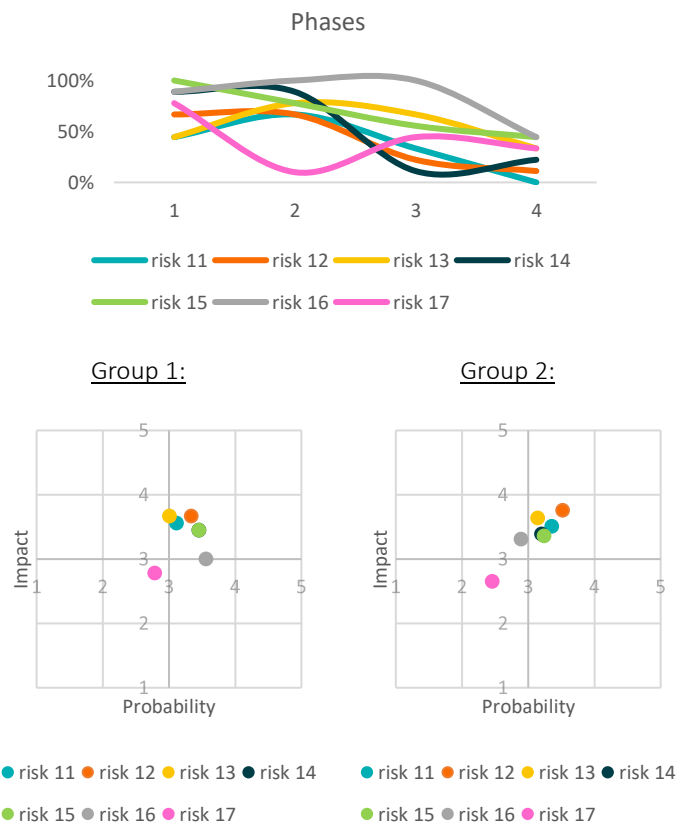 Phases
100%
50%
0%
1 2 3 4
risk 11 risk 12 risk 13 risk 14
risk 15 risk 16 risk 17
Group 1:
5
4
3
1 2 3 4 5
2
1
Impact
Probability
risk 11 risk 12 risk 13 risk 14
risk 15 risk 16 risk 17
Group 2:
5
4
3
1 2 3 4 5
2
1
Impact
Probability
risk 11 risk 12 risk 13 risk 14
risk 15 risk 16 risk 17